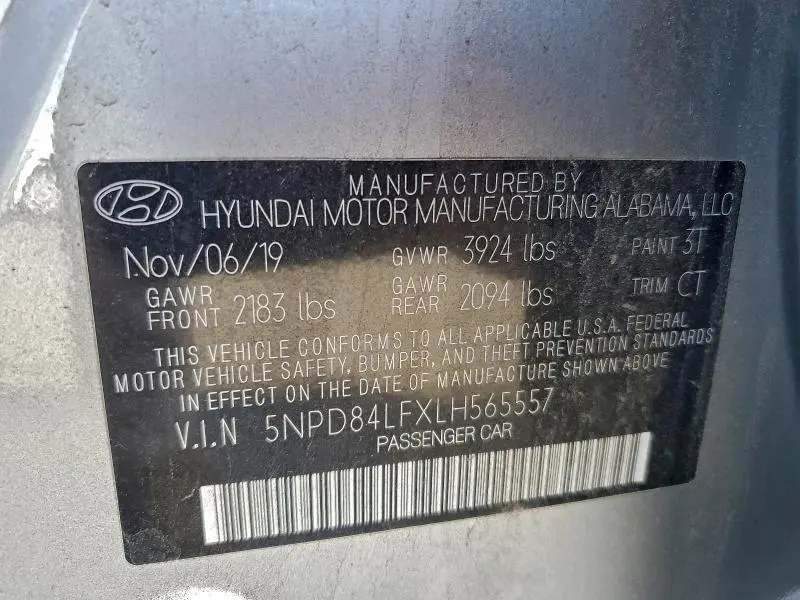 MANUFACTURED BY
HYUNDAI MOTOR MANUFACTURING ALABAMA, LLC
Nov/06/19 GVWR 3924 lbs PAINT 3T
GAWR FRONT 2183 lbs GAWR REAR 2094 lbs TRIM CT
THIS VEHICLE CONFORMS TO ALL APPLICABLE U.S.A. FEDERAL
MOTOR VEHICLE SAFETY, BUMPER, AND THEFT PREVENTION STANDARDS
IN EFFECT ON THE DATE OF MANUFACTURE SHOWN ABOVE
V.I.N 5NPD84LFXLH565557
PASSENGER CAR